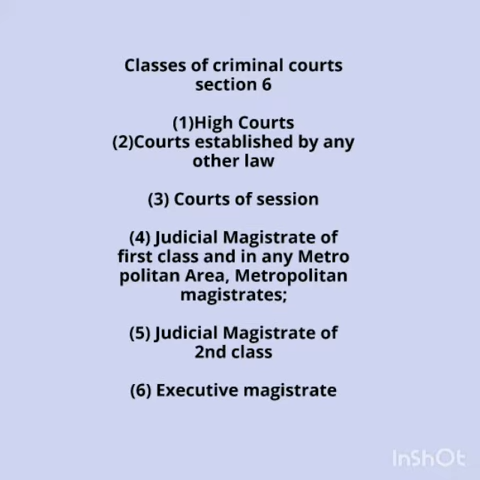 Classes of criminal courts
section 6
(1)High Courts
(2)Courts established by any
other law
(3) Courts of session
(4) Judicial Magistrate of
first class and in any Metro
politan Area, Metropolitan
magistrates;
(5) Judicial Magistrate of
2nd class
(6) Executive magistrate
InShOt